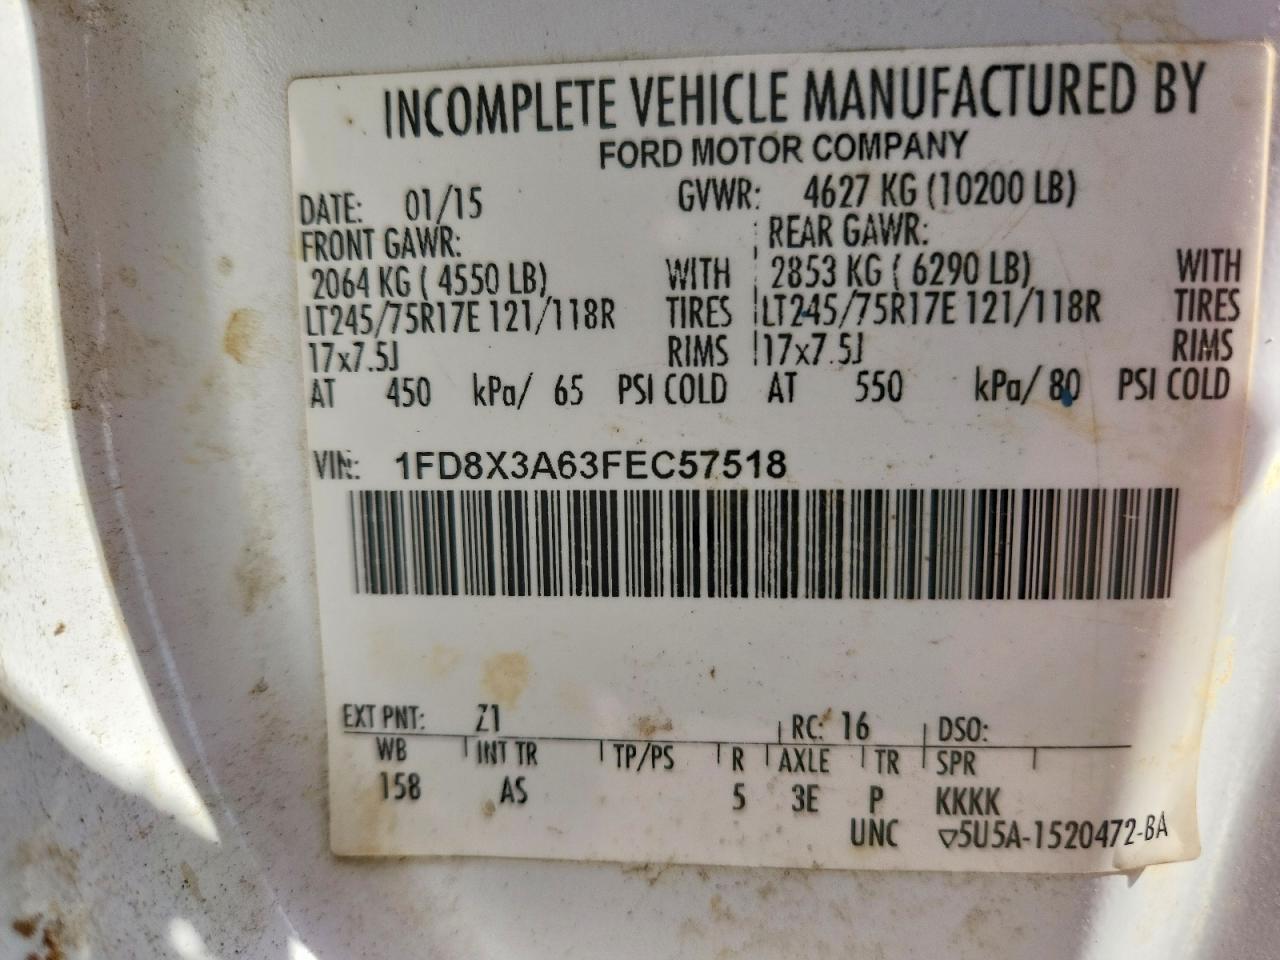 INCOMPLETE VEHICLE MANUFACTURED BY
FORD MOTOR COMPANY
DATE: 01/15 GVWR: 4627 KG (10200 LB)
FRONT GAWR: REAR GAWR:
2064 KG ( 4550 LB) WITH 2853 KG ( 6290 LB) WITH
LT245/75R17E 121/118R TIRES LT245/75R17E 121/118R TIRES
17x7.5J RIMS 17x7.5J RIMS
AT 450 kPa/ 65 PSI COLD AT 550 kPa/ 80 PSI COLD
VIN: 1FD8X3A63FEC57518
EXT PNT: Z1 RC: 16 DSO:
WB INT TR TP/PS R AXLE TR SPR
158 AS 5 3E P KKKK
UNC ▽5U5A-1520472-BA